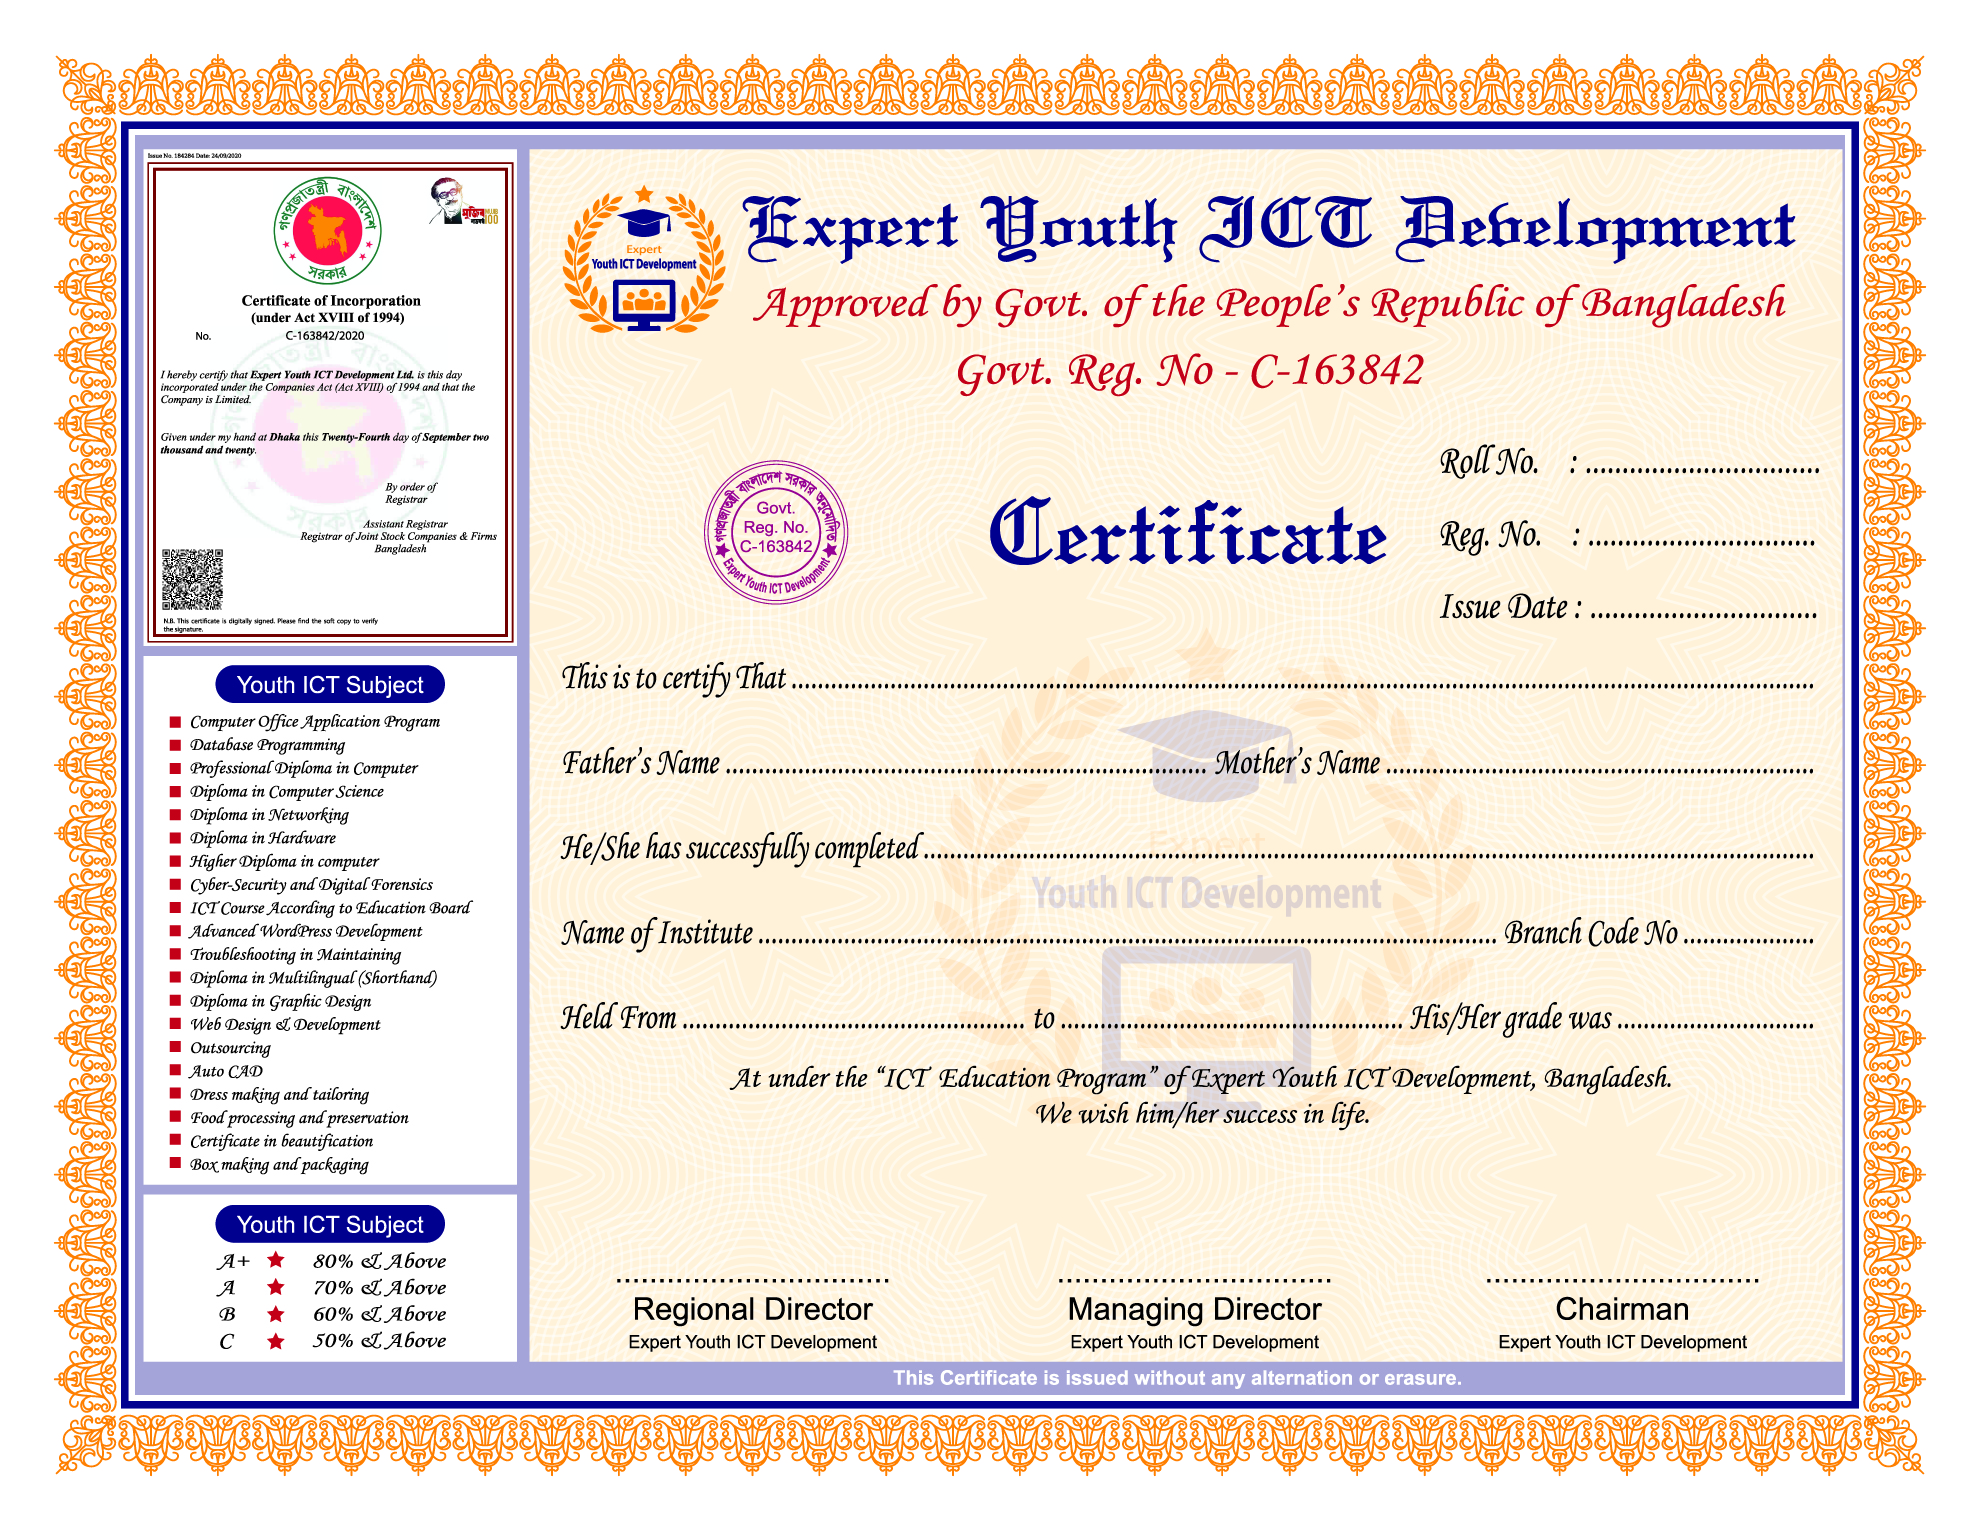 Issue No. 184284 Date: 24/09/2020
গণপ্রজাতন্ত্রী বাংলাদেশ
সরকার
মুজিব
শতবর্ষ
100
Certificate of Incorporation
(under Act XVIII of 1994)
No. C-163842/2020
I hereby certify that Expert Youth ICT Development Ltd. is this day
incorporated under the Companies Act (Act XVIII) of 1994 and that the
Company is Limited.
Given under my hand at Dhaka this Twenty-Fourth day of September two
thousand and twenty.
By order of
Registrar
Assistant Registrar
Registrar of Joint Stock Companies & Firms
Bangladesh
N.B. This certificate is digitally signed. Please find the soft copy to verify
the signature.
Youth ICT Subject
Computer Office Application Program
Database Programming
Professional Diploma in Computer
Diploma in Computer Science
Diploma in Networking
Diploma in Hardware
Higher Diploma in computer
Cyber-Security and Digital Forensics
ICT Course According to Education Board
Advanced WordPress Development
Troubleshooting in Maintaining
Diploma in Multilingual (Shorthand)
Diploma in Graphic Design
Web Design & Development
Outsourcing
Auto CAD
Dress making and tailoring
Food processing and preservation
Certificate in beautification
Box making and packaging
Youth ICT Subject
A+ 80% & Above
A 70% & Above
B 60% & Above
C 50% & Above
Expert
Youth ICT Development
Expert Youth ICT Development
Approved by Govt. of the People's Republic of Bangladesh
Govt. Reg. No - C-163842
গণপ্রজাতন্ত্রী বাংলাদেশ সরকার অনুমোদিত
Govt.
Reg. No.
C-163842
Expert Youth ICT Development
Certificate
Roll No. : ................................
Reg. No. : ...............................
Issue Date : ...............................
This is to certify That ................................
Father's Name ................................ Mother's Name ................................
He/She has successfully completed ................................
Expert
Youth ICT Development
Name of Institute ................................ Branch Code No ....................
Held From ................................ to ................................ His/Her grade was ..............................
At under the “ICT Education Program” of Expert Youth ICT Development, Bangladesh.
We wish him/her success in life.
Regional Director
Expert Youth ICT Development
Managing Director
Expert Youth ICT Development
Chairman
Expert Youth ICT Development
This Certificate is issued without any alternation or erasure.